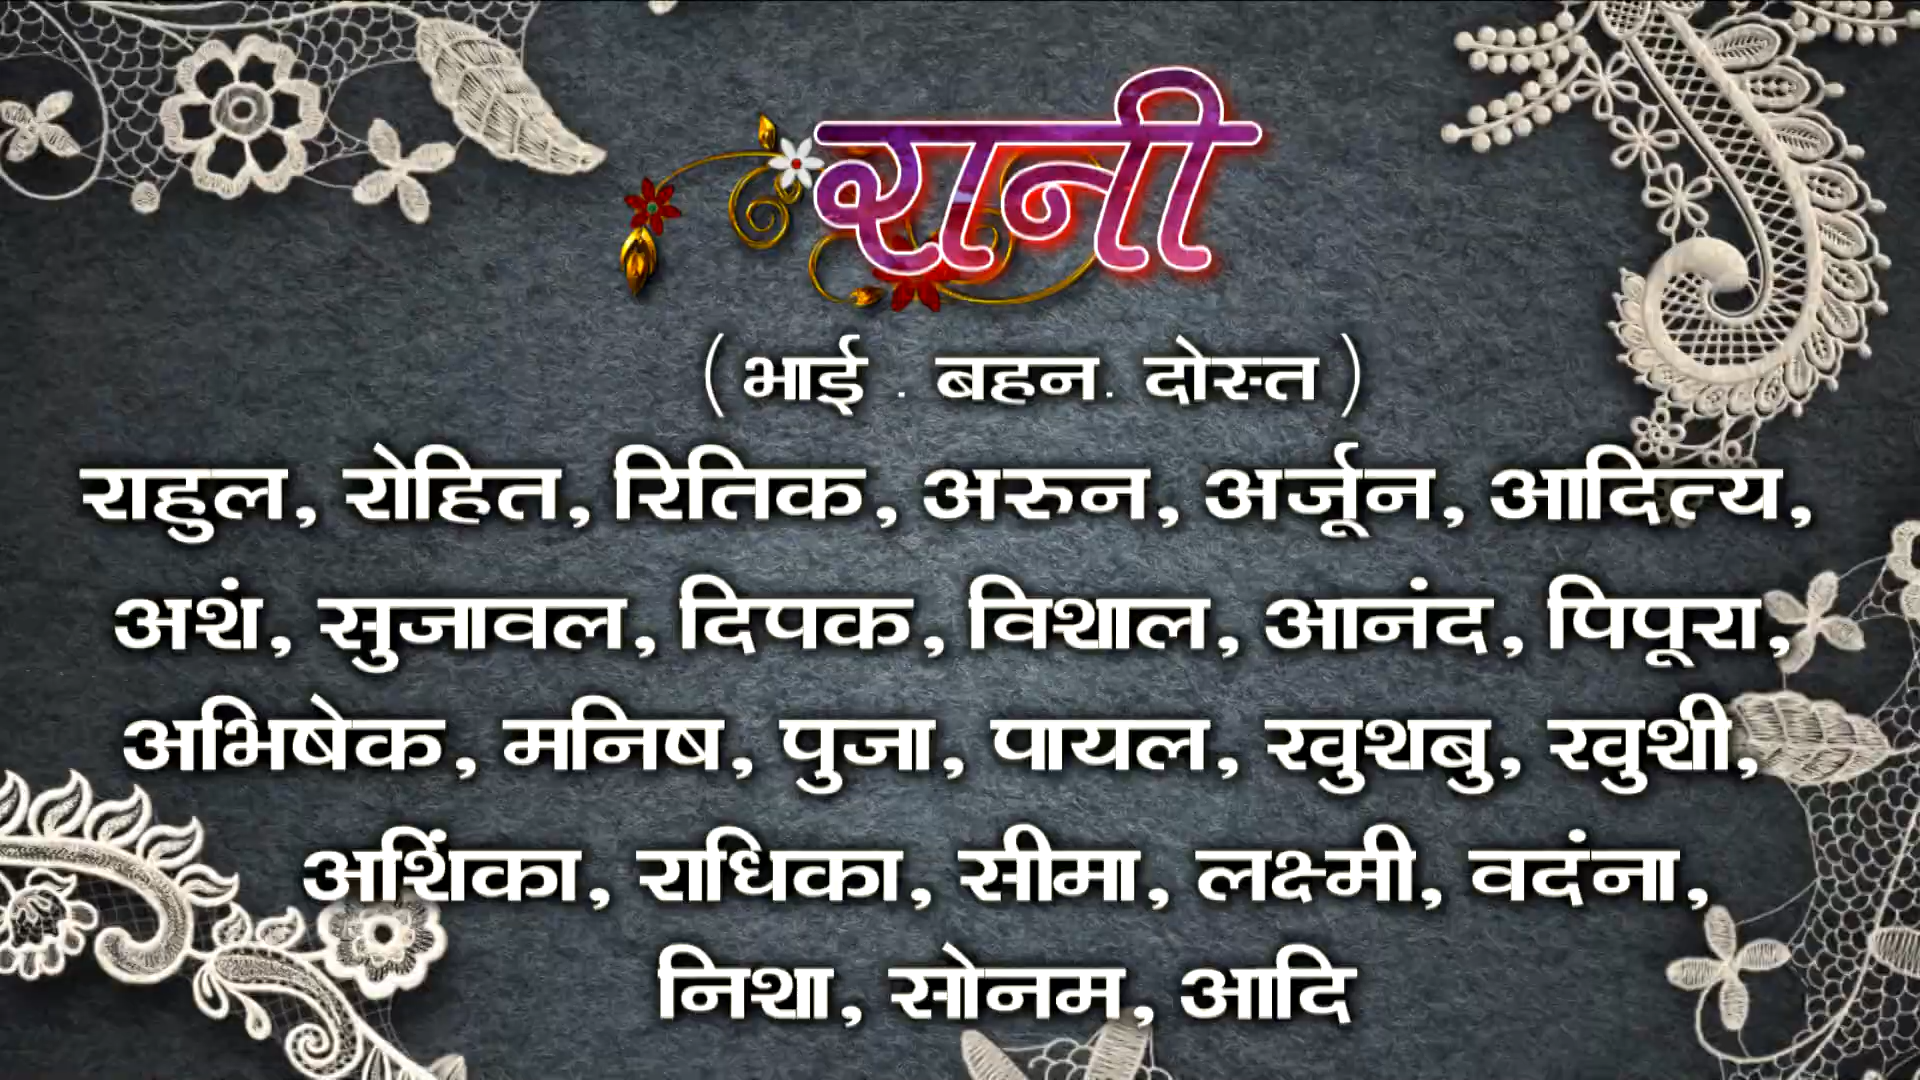 रानी
(भाई . बहन. दोस्त)
राहुल, रोहित, रितिक, अरुन, अर्जून, आदित्य,
अशं, सुजावल, दिपक, विशाल, आनंद, पिपूरा,
अभिषेक, मनिष, पुजा, पायल, खुशबु, खुशी,
अर्शिंका, राधिका, सीमा, लक्ष्मी, वदंना,
निशा, सोनम, आदि